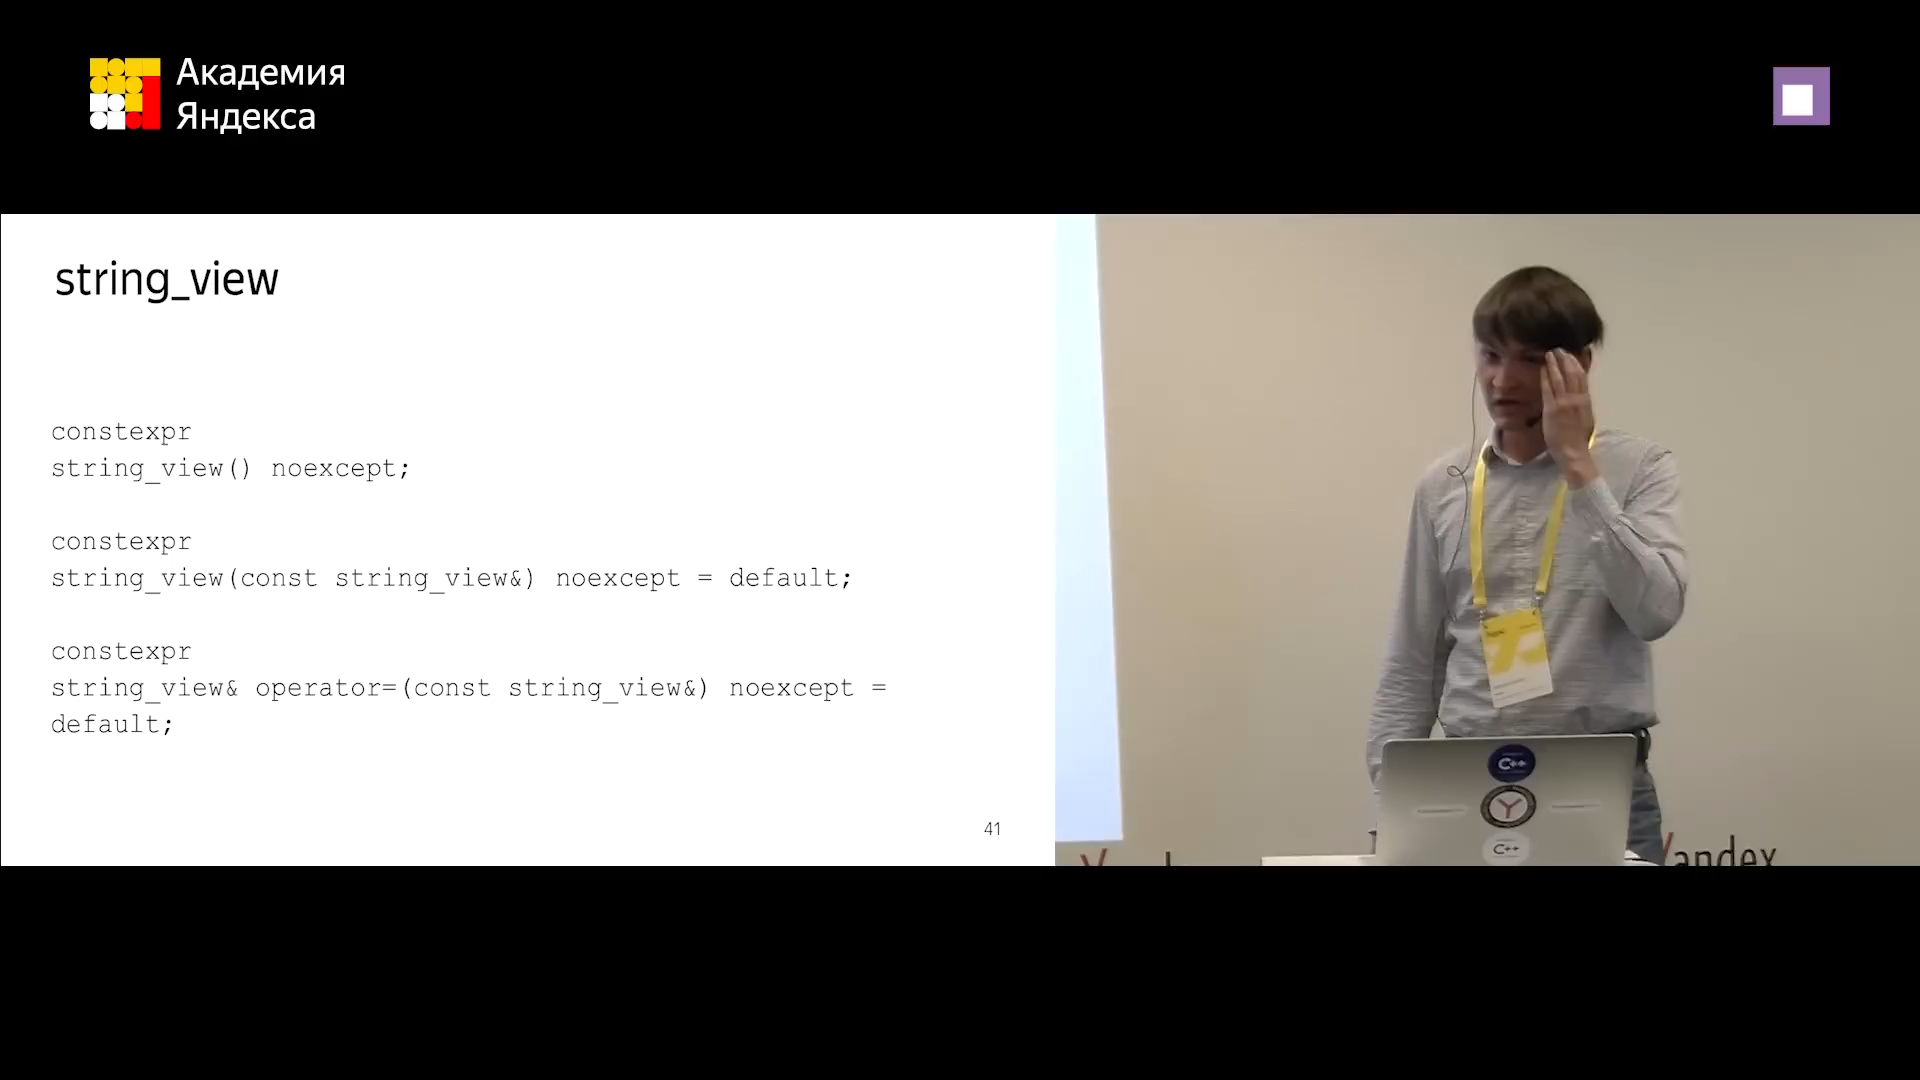 Академия
Яндекса
string_view
constexpr
string_view() noexcept;
constexpr
string_view(const string_view&) noexcept = default;
constexpr
string_view& operator=(const string_view&) noexcept =
default;
41
C++
Y
C++
Yandex